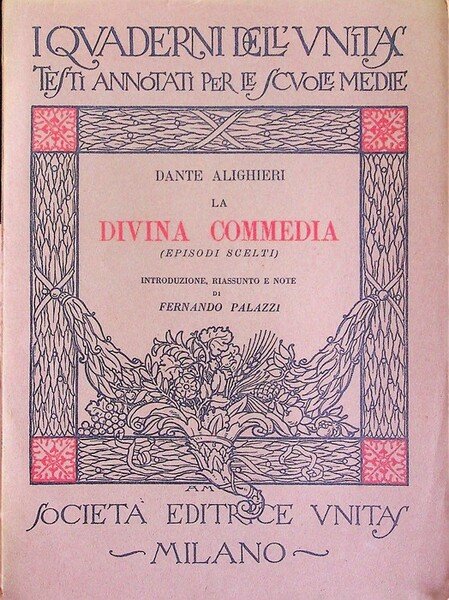 I QVADERNI DELL' VNITAS
TESTI ANNOTATI PER LE SCVOLE MEDIE
DANTE ALIGHIERI
LA
DIVINA COMMEDIA
(EPISODI SCELTI)
INTRODUZIONE, RIASSUNTO E NOTE
DI
FERNANDO PALAZZI
AM
SOCIETÀ EDITRICE VNITAS
~ MILANO ~